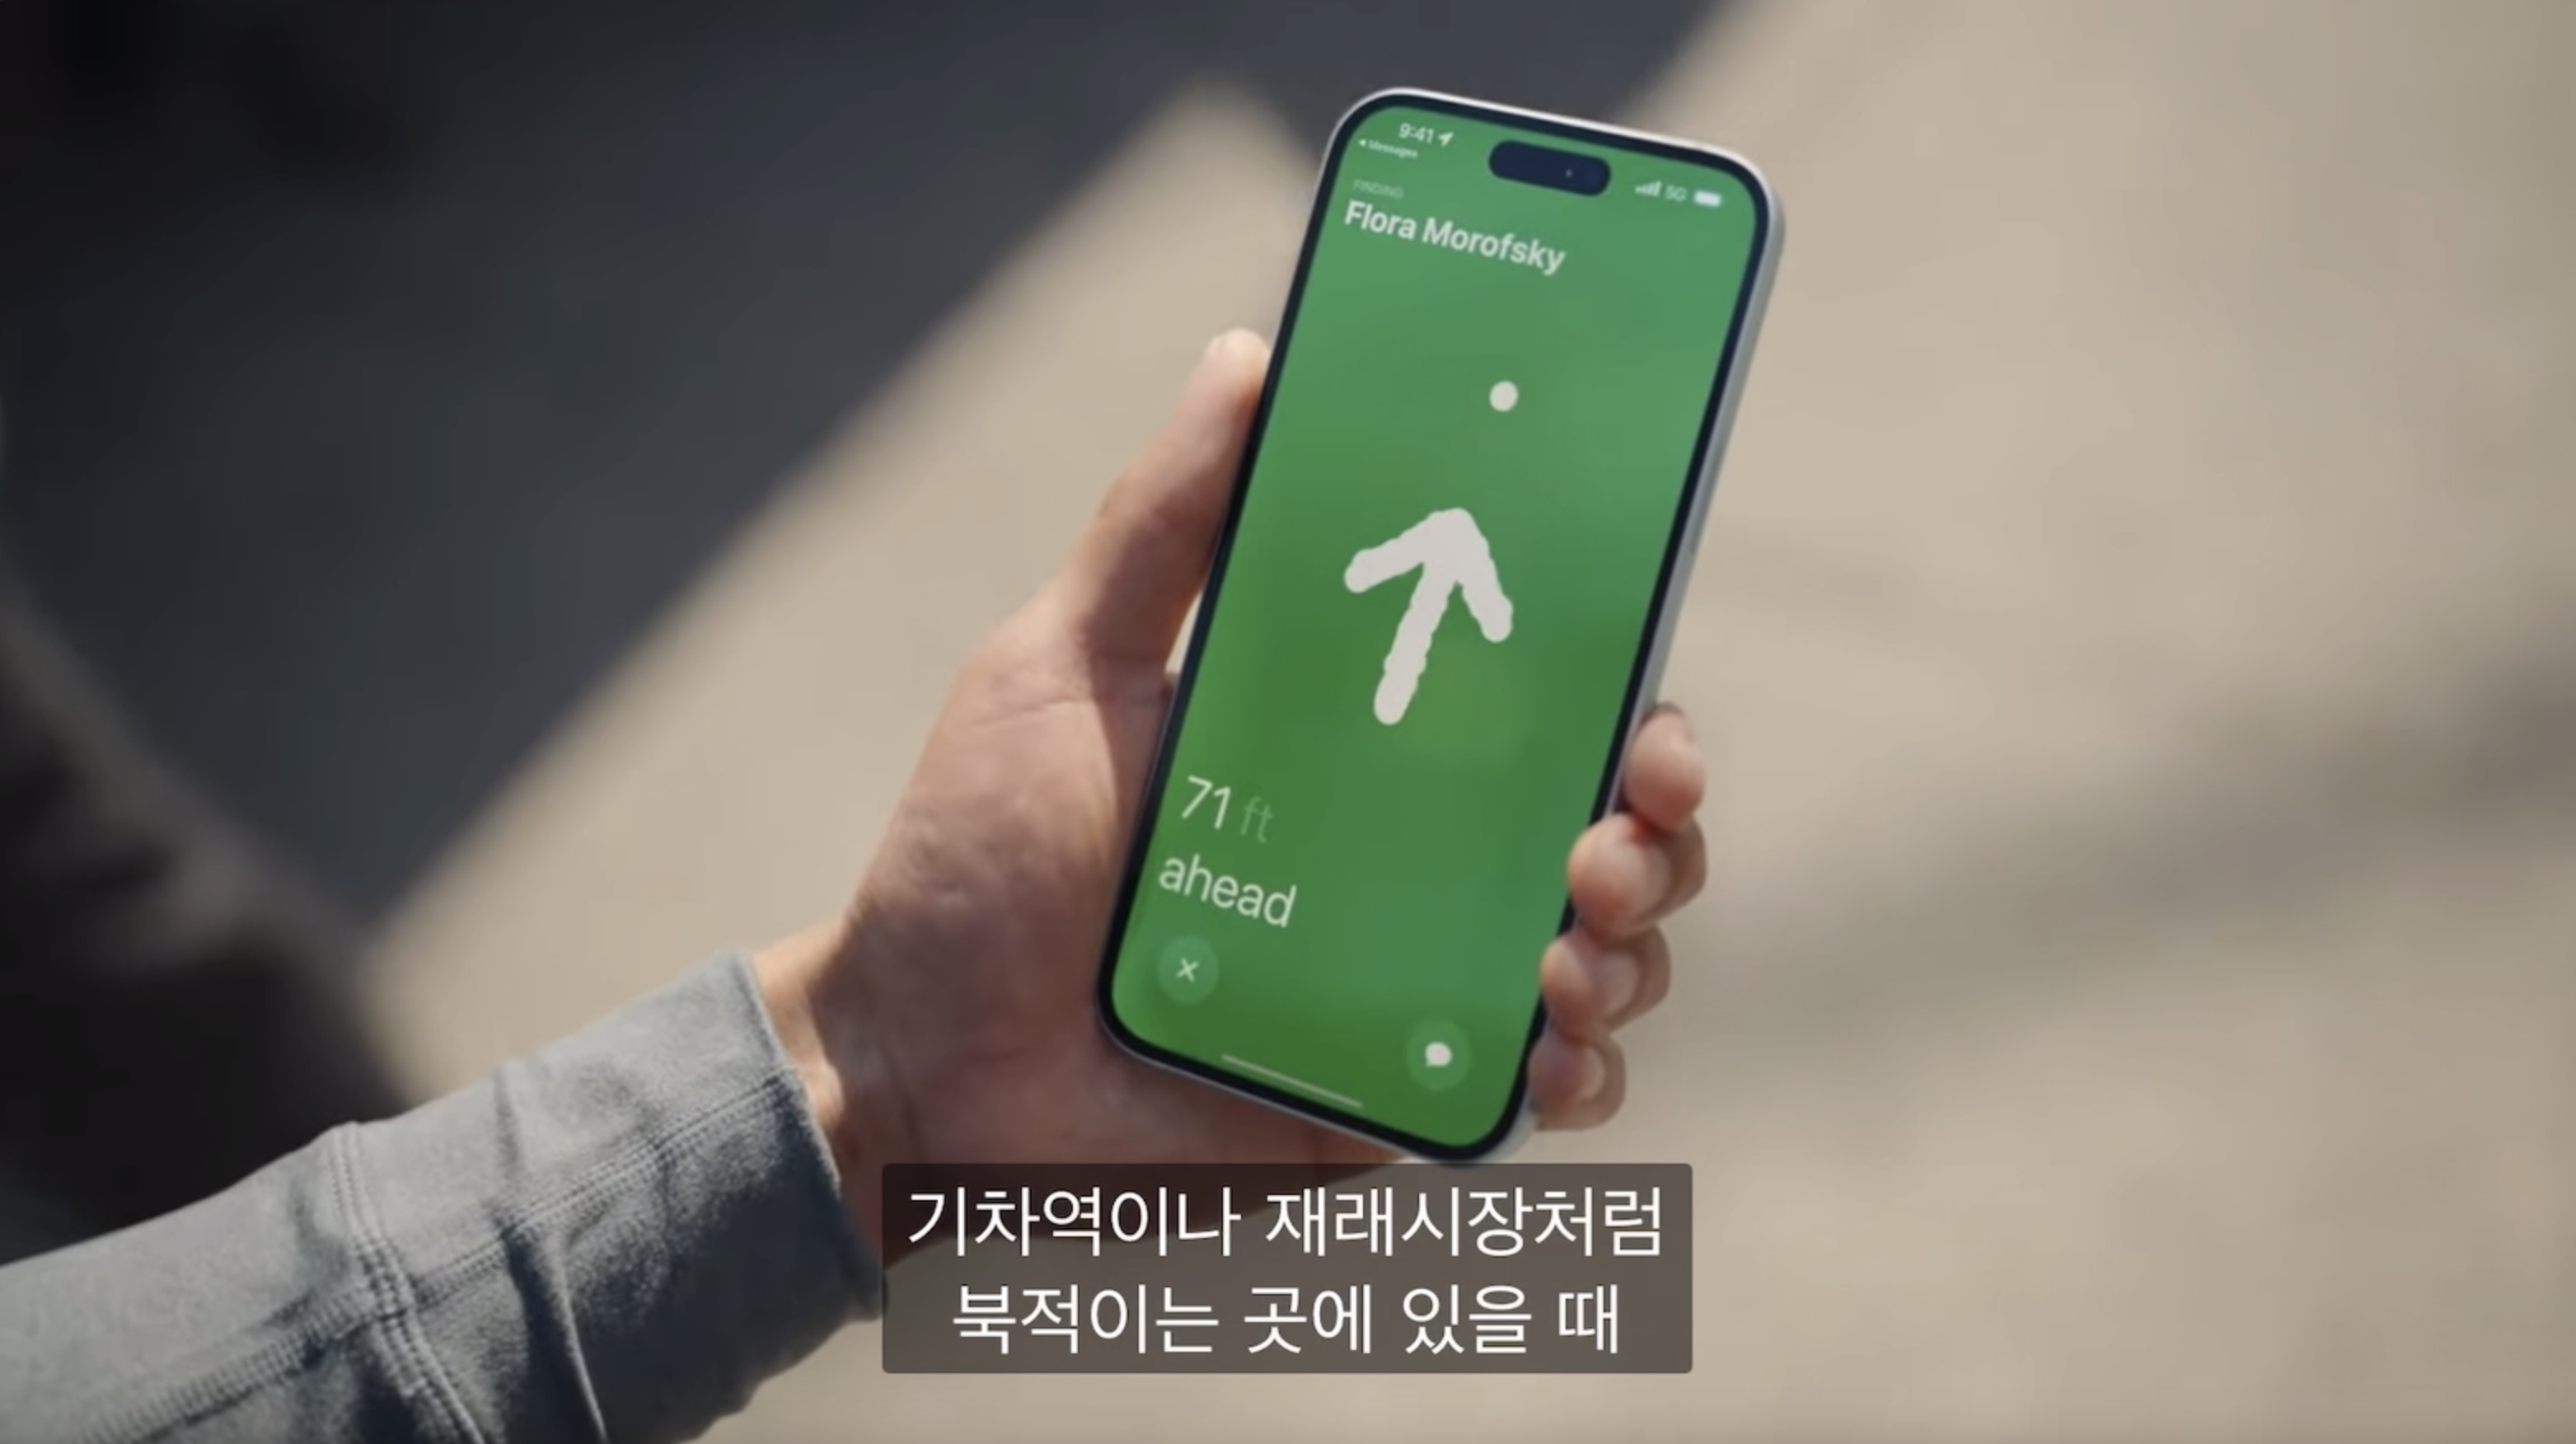 9:41
Messages
5G
FINDING
Flora Morofsky
71 ft
ahead
기차역이나 재래시장처럼
북적이는 곳에 있을 때